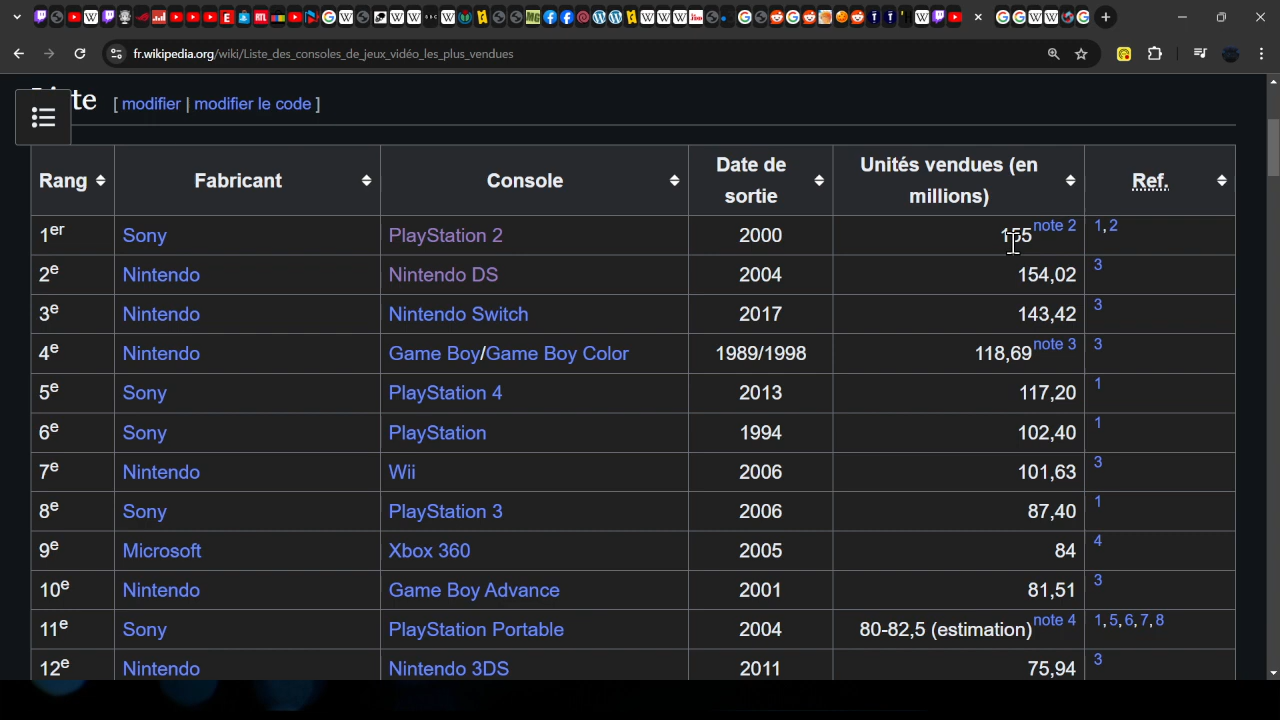 fr.wikipedia.org/wiki/Liste_des_consoles_de_jeux_vidéo_les_plus_vendues
te [ modifier | modifier le code ]
Rang Fabricant Console Date de sortie Unités vendues (en millions) Ref.
1er Sony PlayStation 2 2000 155 note 2 1, 2
2e Nintendo Nintendo DS 2004 154,02 3
3e Nintendo Nintendo Switch 2017 143,42 3
4e Nintendo Game Boy/Game Boy Color 1989/1998 118,69 note 3 3
5e Sony PlayStation 4 2013 117,20 1
6e Sony PlayStation 1994 102,40 1
7e Nintendo Wii 2006 101,63 3
8e Sony PlayStation 3 2006 87,40 1
9e Microsoft Xbox 360 2005 84 4
10e Nintendo Game Boy Advance 2001 81,51 3
11e Sony PlayStation Portable 2004 80-82,5 (estimation) note 4 1, 5, 6, 7, 8
12e Nintendo Nintendo 3DS 2011 75,94 3